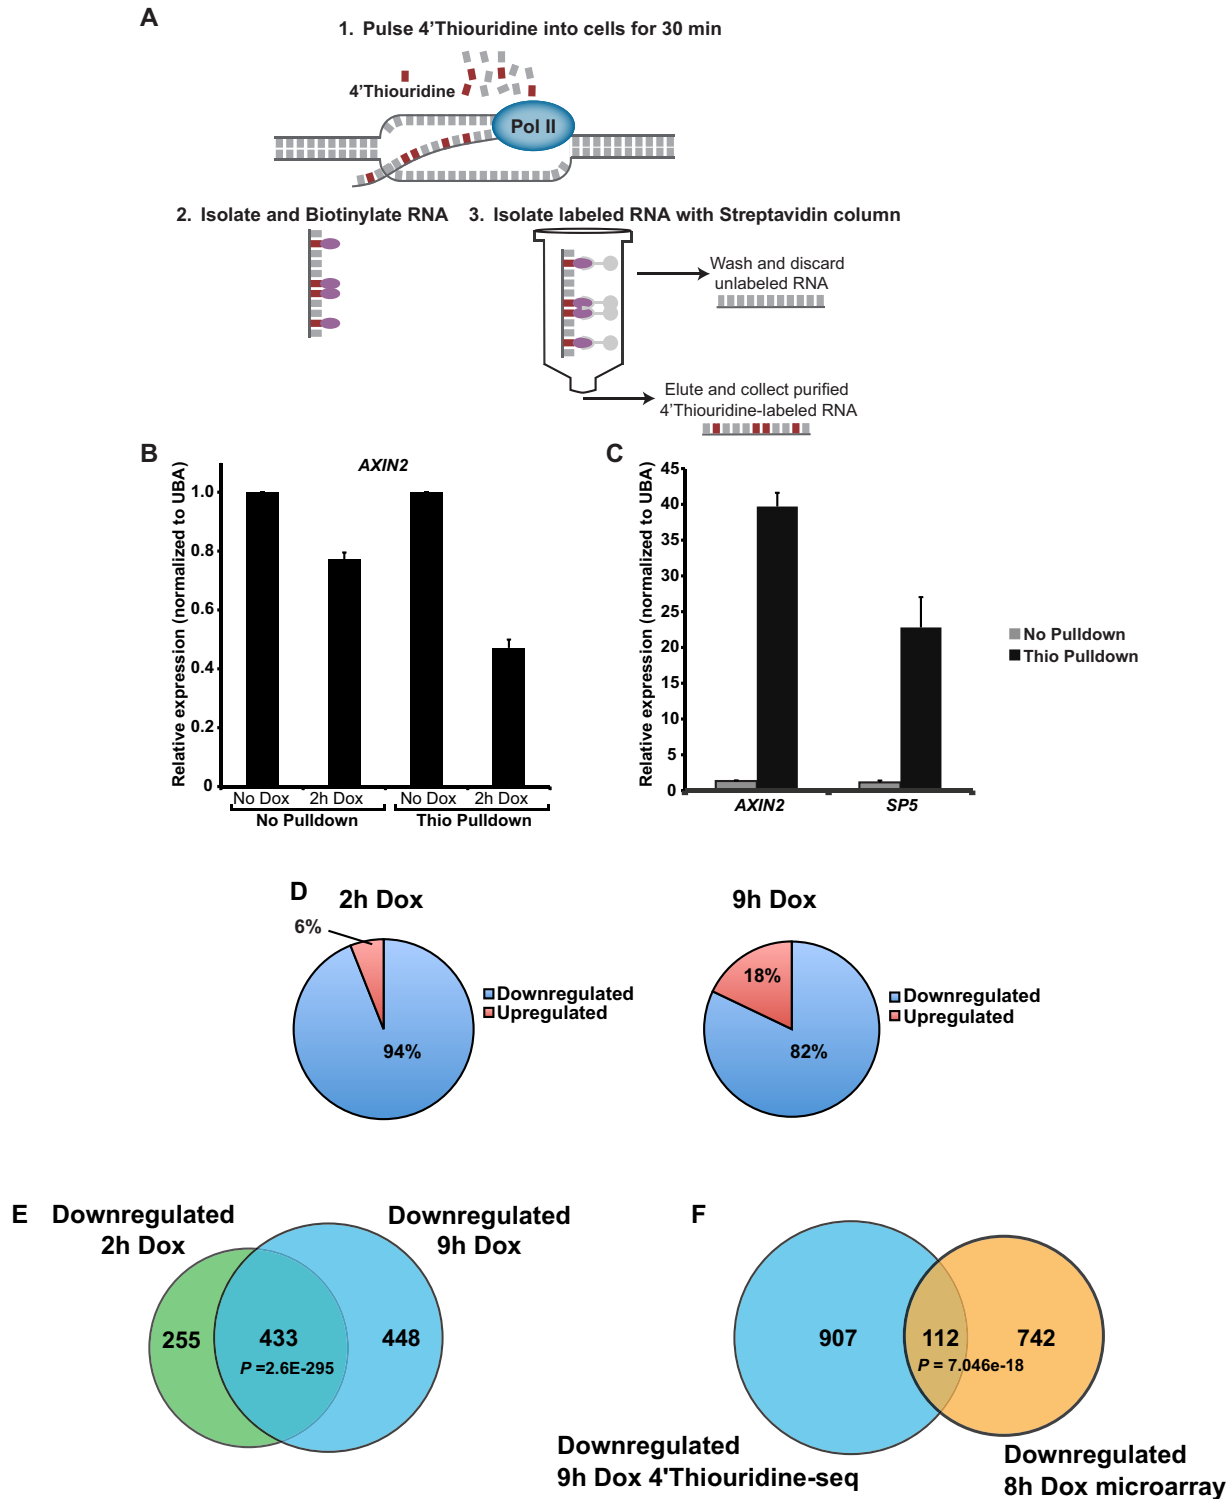 A
1. Pulse 4'Thiouridine into cells for 30 min
4'Thiouridine
Pol II
2. Isolate and Biotinylate RNA
3. Isolate labeled RNA with Streptavidin column
Wash and discard
unlabeled RNA
Elute and collect purified
4'Thiouridine-labeled RNA
B
AXIN2
Relative expression (normalized to UBA)
1.0
0.8
0.6
0.4
0.2
0
No Dox
2h Dox
No Dox
2h Dox
No Pulldown
Thio Pulldown
C
Relative expression (normalized to UBA)
45
40
35
30
25
20
15
10
5
0
AXIN2
SP5
No Pulldown
Thio Pulldown
D
2h Dox
6%
94%
Downregulated
Upregulated
9h Dox
18%
82%
Downregulated
Upregulated
E
Downregulated
2h Dox
Downregulated
9h Dox
255
433
448
P =2.6E-295
F
907
112
742
P = 7.046e-18
Downregulated
9h Dox 4'Thiouridine-seq
Downregulated
8h Dox microarray